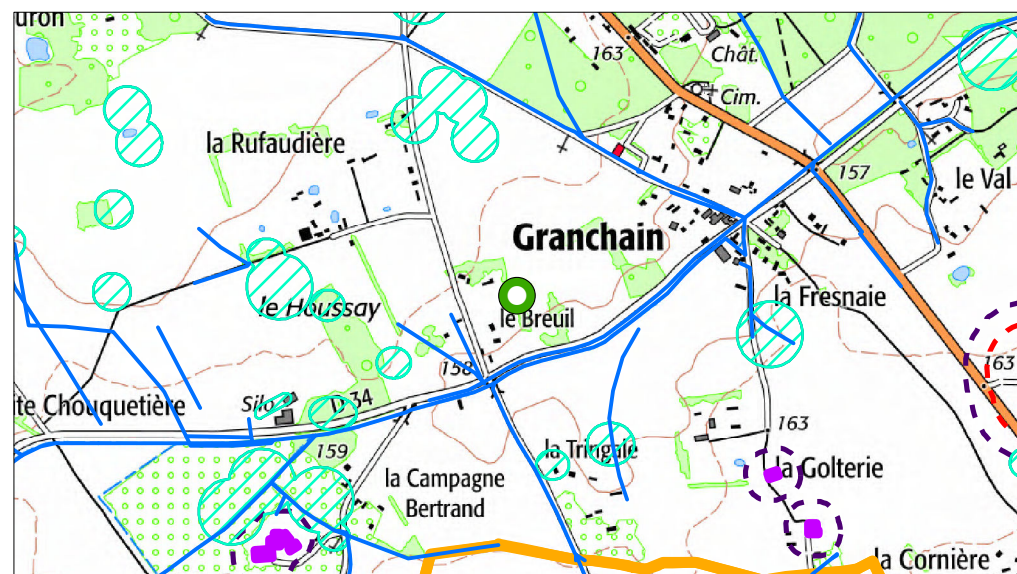 uron
163
Chât.
Cim.
la Rufaudière
157
le Val
Granchain
la Fresnaie
le Houssay
le Breuil
158
163
ite Chouquetière
Silo
D 34
159
163
la Tringale
la Golterie
la Campagne
Bertrand
la Cornière